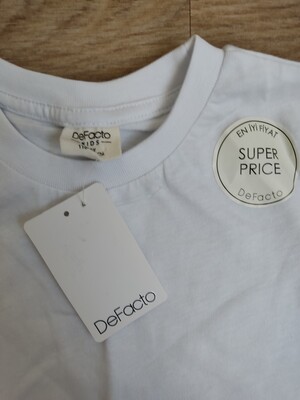 DeFacto
KIDS
EN İYİ FİYAT
SUPER
PRICE
DeFacto
DeFacto